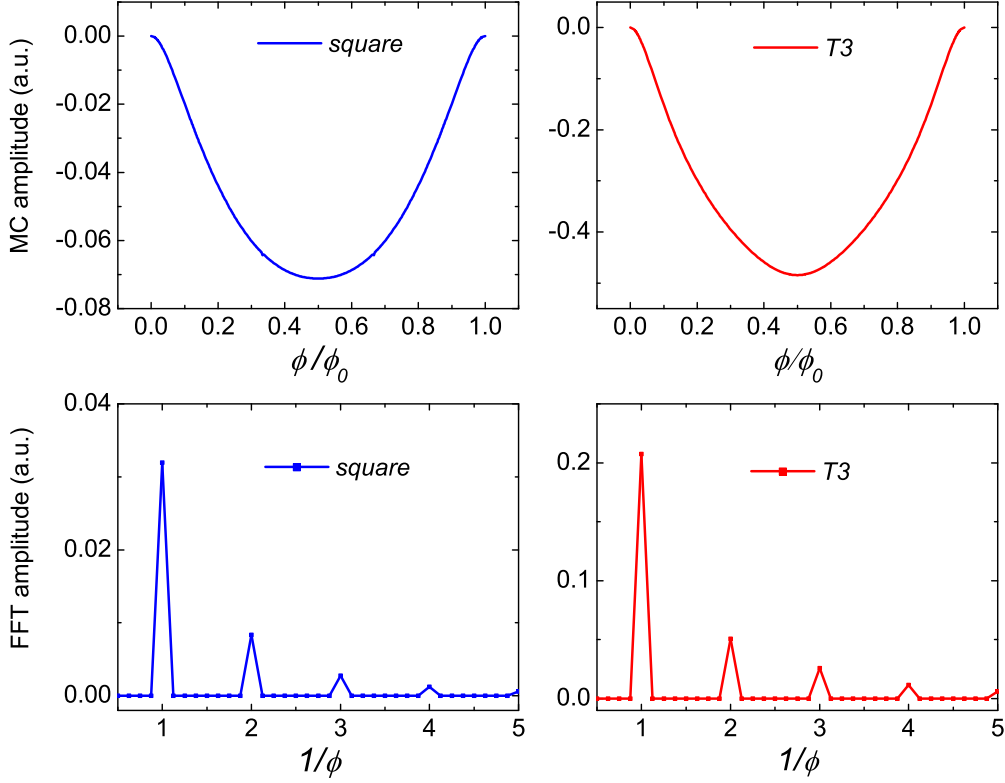 MC amplitude (a.u.)
0.00
-0.02
-0.04
-0.06
-0.08
square
0.0 0.2 0.4 0.6 0.8 1.0
ϕ/ϕ0
0.0
-0.2
-0.4
T3
0.0 0.2 0.4 0.6 0.8 1.0
ϕ/ϕ0
FFT amplitude (a.u.)
0.04
0.02
0.00
square
1 2 3 4 5
1/ϕ
0.2
0.1
0.0
T3
1 2 3 4 5
1/ϕ